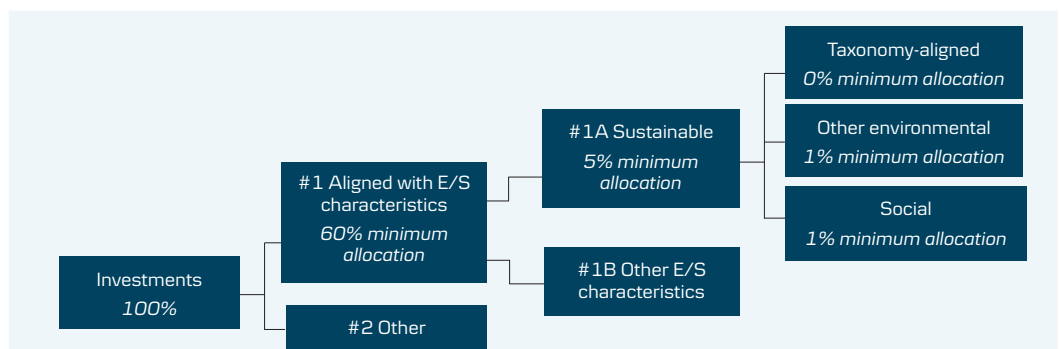 Taxonomy-aligned
0% minimum allocation
#1A Sustainable
5% minimum
allocation
Other environmental
1% minimum allocation
#1 Aligned with E/S
characteristics
60% minimum
allocation
Social
1% minimum allocation
#1B Other E/S
characteristics
Investments
100%
#2 Other